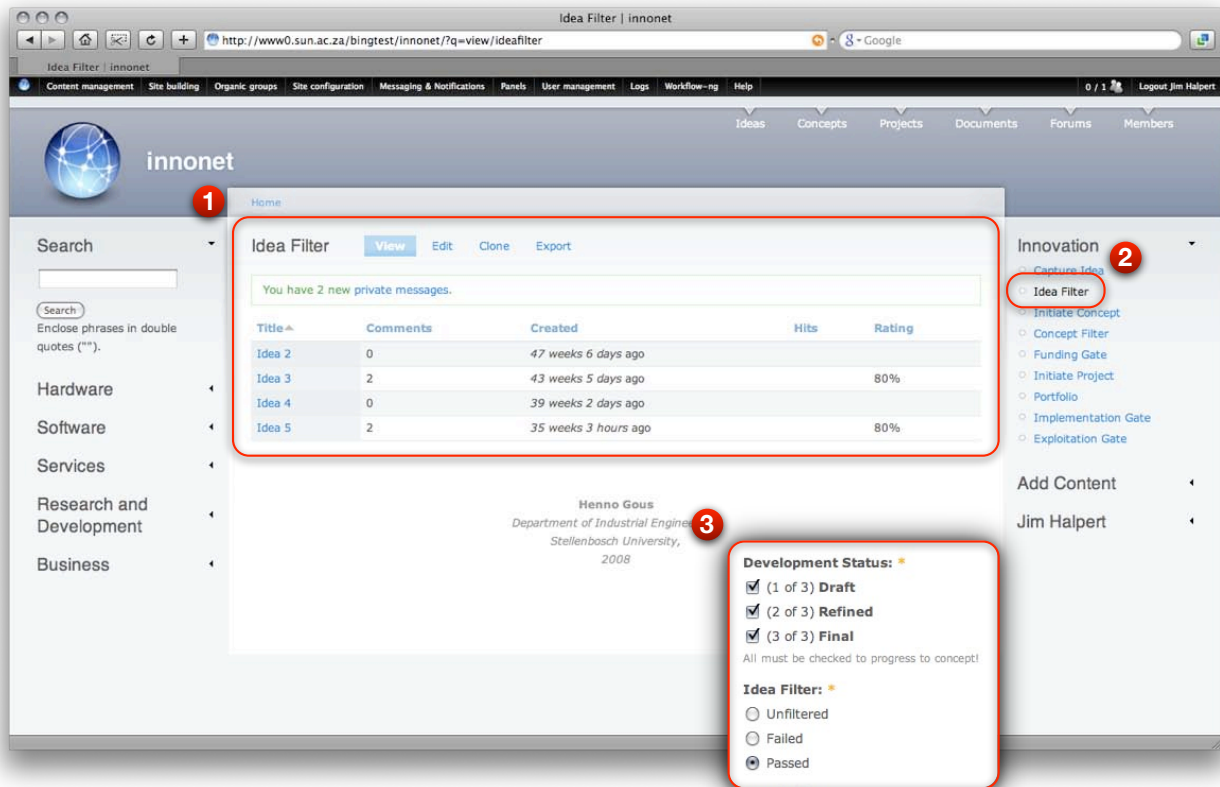 Idea Filter | innonet
http://www0.sun.ac.za/bingtest/innonet/?q=view/ideafilter
Google
Idea Filter | innonet
Content management Site building Organic groups Site configuration Messaging & Notifications Panels User management Logs Workflow-ng Help 0 / 1 Logout Jim Halpert
Ideas Concepts Projects Documents Forums Members
innonet
1
Home
Search
Search
Enclose phrases in double
quotes ("").
Hardware
Software
Services
Research and
Development
Business
Idea Filter View Edit Clone Export
You have 2 new private messages.
Title Comments Created Hits Rating
Idea 2 0 47 weeks 6 days ago
Idea 3 2 43 weeks 5 days ago 80%
Idea 4 0 39 weeks 2 days ago
Idea 5 2 35 weeks 3 hours ago 80%
Henno Gous
Department of Industrial Engine
Stellenbosch University,
2008
Innovation
2
Capture Idea
Idea Filter
Initiate Concept
Concept Filter
Funding Gate
Initiate Project
Portfolio
Implementation Gate
Exploitation Gate
Add Content
Jim Halpert
3
Development Status: *
(1 of 3) Draft
(2 of 3) Refined
(3 of 3) Final
All must be checked to progress to concept!
Idea Filter: *
Unfiltered
Failed
Passed